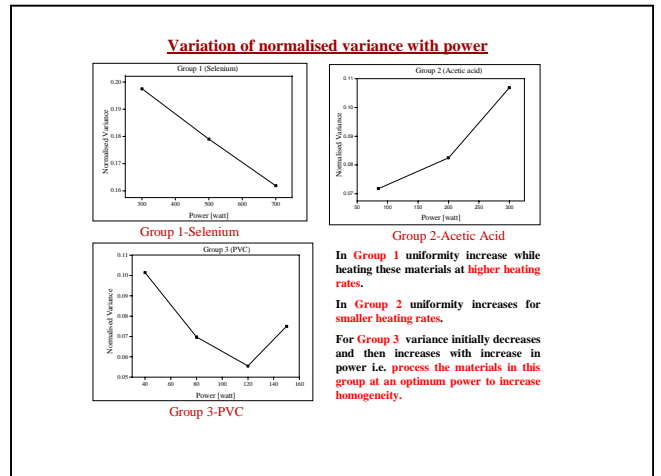 Variation of normalised variance with power
Group 1 (Selenium)
0.20
0.19
0.18
0.17
0.16
Normalised Variance
300 400 500 600 700
Power [watt]
Group 1-Selenium
Group 2 (Acetic acid)
0.11
0.10
0.09
0.08
0.07
Normalised Variance
50 100 150 200 250 300
Power [watt]
Group 2-Acetic Acid
Group 3 (PVC)
0.11
0.10
0.09
0.08
0.07
0.06
0.05
Normalised Variance
40 60 80 100 120 140 160
Power [watt]
Group 3-PVC
In Group 1 uniformity increase while
heating these materials at higher heating
rates.
In Group 2 uniformity increases for
smaller heating rates.
For Group 3 variance initially decreases
and then increases with increase in
power i.e. process the materials in this
group at an optimum power to increase
homogeneity.